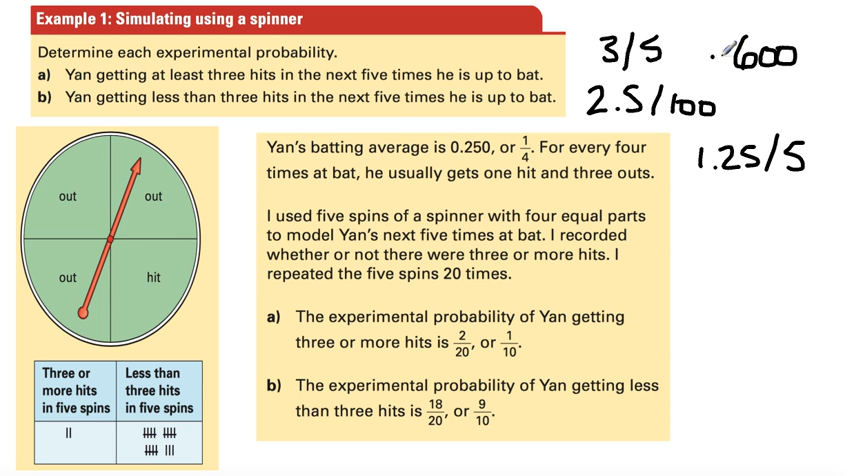 Example 1: Simulating using a spinner
Determine each experimental probability.
a) Yan getting at least three hits in the next five times he is up to bat.
b) Yan getting less than three hits in the next five times he is up to bat.
3/5 .600
2.5/100
1.25/5
out out
out hit
Three or more hits in five spins
Less than three hits in five spins
|| 卌 卌
卌 |||
Yan's batting average is 0.250, or 1/4. For every four
times at bat, he usually gets one hit and three outs.
I used five spins of a spinner with four equal parts
to model Yan's next five times at bat. I recorded
whether or not there were three or more hits. I
repeated the five spins 20 times.
a) The experimental probability of Yan getting
three or more hits is 2/20, or 1/10.
b) The experimental probability of Yan getting less
than three hits is 18/20, or 9/10.